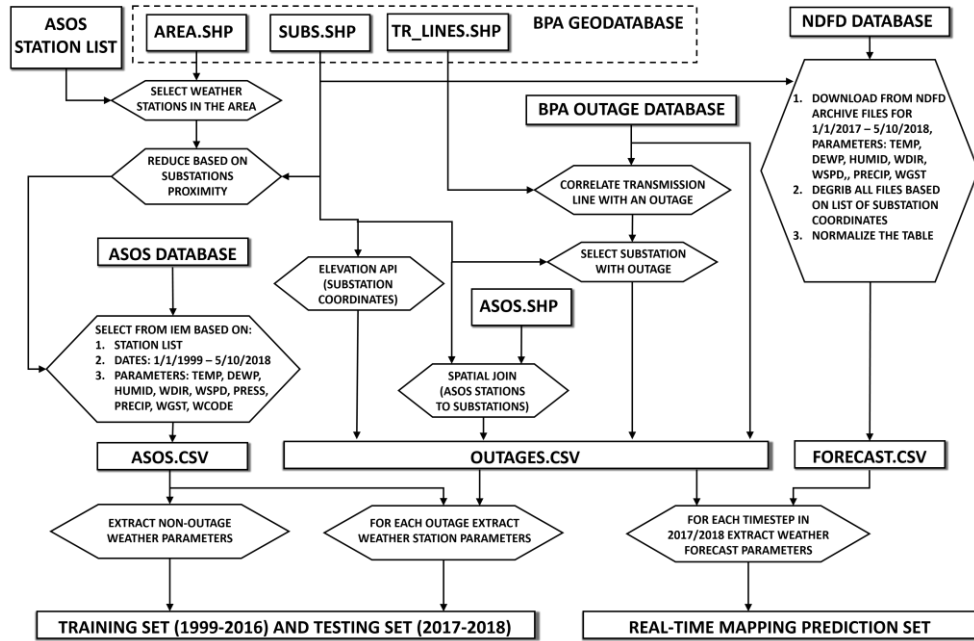 ASOS
STATION LIST
BPA GEODATABASE
AREA.SHP
SUBS.SHP
TR_LINES.SHP
NDFD DATABASE
SELECT WEATHER
STATIONS IN THE AREA
REDUCE BASED ON
SUBSTATIONS
PROXIMITY
BPA OUTAGE DATABASE
CORRELATE TRANSMISSION
LINE WITH AN OUTAGE
1. DOWNLOAD FROM NDFD
ARCHIVE FILES FOR
1/1/2017 – 5/10/2018,
PARAMETERS: TEMP,
DEWP, HUMID, WDIR,
WSPD,, PRECIP, WGST
2. DEGRIB ALL FILES BASED
ON LIST OF SUBSTATION
COORDINATES
3. NORMALIZE THE TABLE
ASOS DATABASE
ELEVATION API
(SUBSTATION
COORDINATES)
SELECT SUBSTATION
WITH OUTAGE
ASOS.SHP
SELECT FROM IEM BASED ON:
1. STATION LIST
2. DATES: 1/1/1999 – 5/10/2018
3. PARAMETERS: TEMP, DEWP,
HUMID, WDIR, WSPD, PRESS,
PRECIP, WGST, WCODE
SPATIAL JOIN
(ASOS STATIONS
TO SUBSTATIONS)
ASOS.CSV
OUTAGES.CSV
FORECAST.CSV
EXTRACT NON-OUTAGE
WEATHER PARAMETERS
FOR EACH OUTAGE EXTRACT
WEATHER STATION PARAMETERS
FOR EACH TIMESTEP IN
2017/2018 EXTRACT WEATHER
FORECAST PARAMETERS
TRAINING SET (1999-2016) AND TESTING SET (2017-2018)
REAL-TIME MAPPING PREDICTION SET